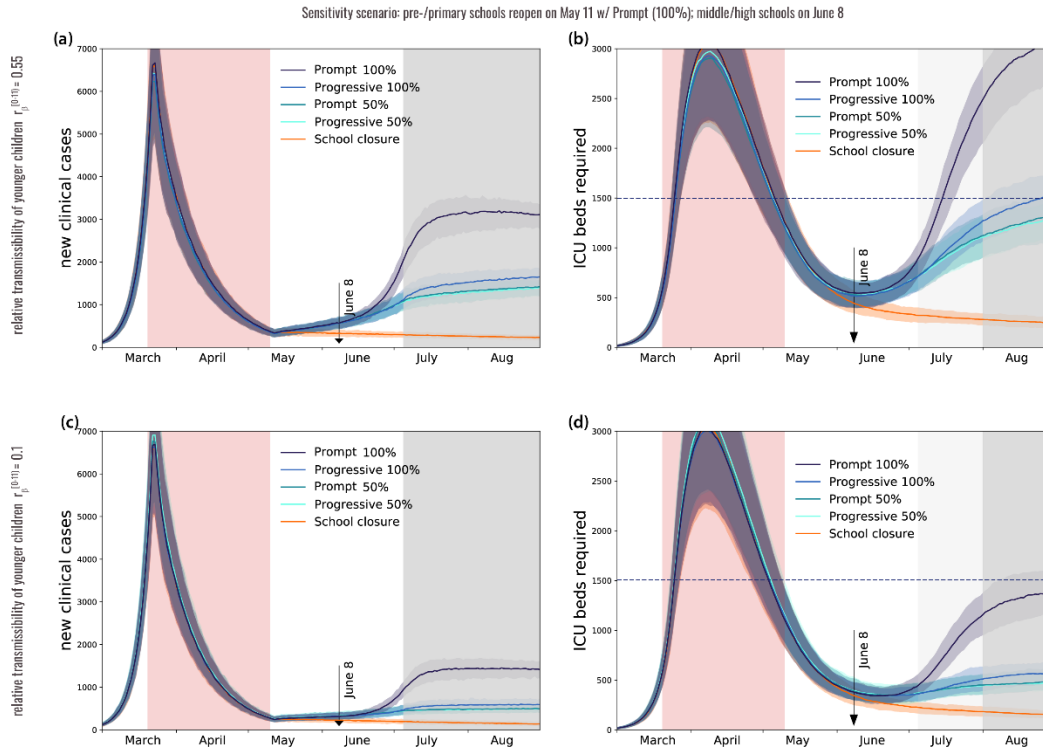 Sensitivity scenario: pre-/primary schools reopen on May 11 w/ Prompt (100%); middle/high schools on June 8
relative transmissibility of younger children r_β^[0-11] = 0.55
(a)
new clinical cases
7000
6000
5000
4000
3000
2000
1000
0
Prompt 100%
Progressive 100%
Prompt 50%
Progressive 50%
School closure
June 8
March April May June July Aug
(b)
ICU beds required
3000
2500
2000
1500
1000
500
0
Prompt 100%
Progressive 100%
Prompt 50%
Progressive 50%
School closure
June 8
March April May June July Aug
relative transmissibility of younger children r_β^[0-11] = 0.1
(c)
new clinical cases
7000
6000
5000
4000
3000
2000
1000
0
Prompt 100%
Progressive 100%
Prompt 50%
Progressive 50%
School closure
June 8
March April May June July Aug
(d)
ICU beds required
3000
2500
2000
1500
1000
500
0
Prompt 100%
Progressive 100%
Prompt 50%
Progressive 50%
School closure
June 8
March April May June July Aug